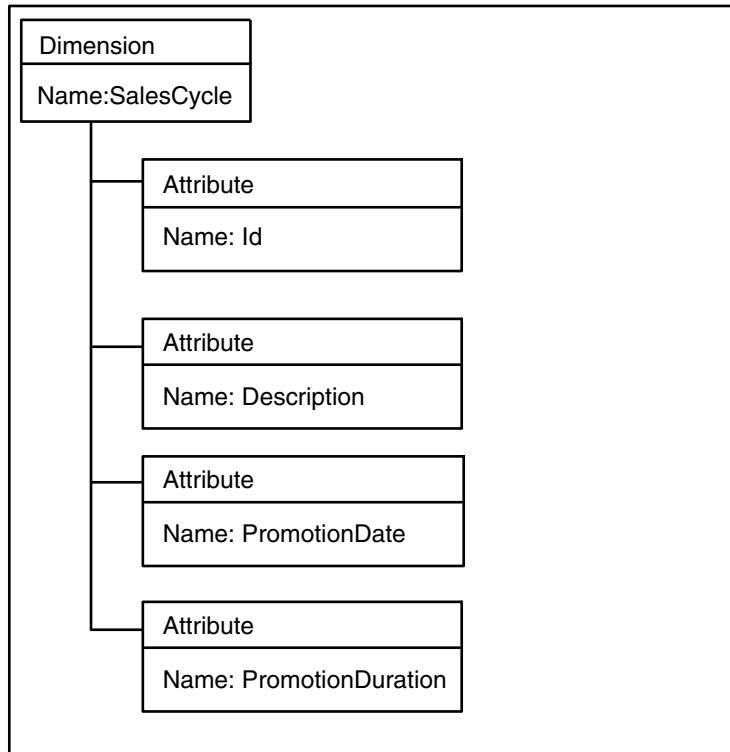 Dimension
Name:SalesCycle
Attribute
Name: Id
Attribute
Name: Description
Attribute
Name: PromotionDate
Attribute
Name: PromotionDuration